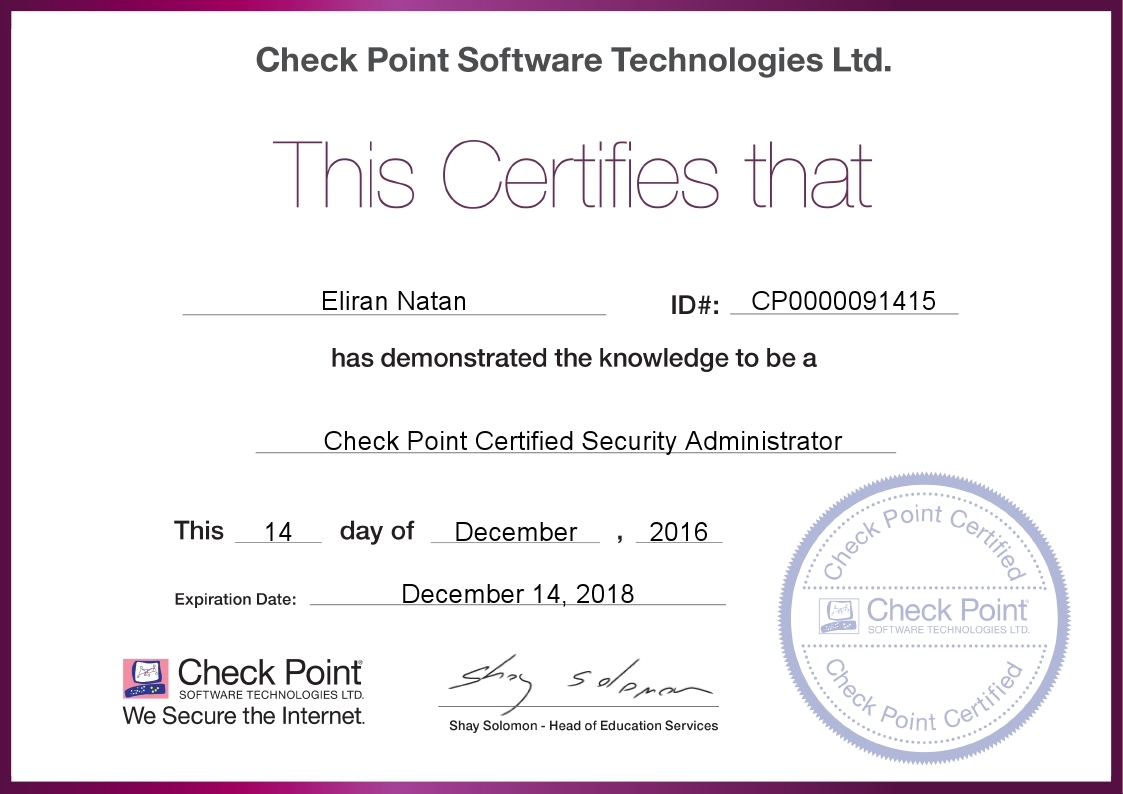 Check Point Software Technologies Ltd.
This Certifies that
Eliran Natan ID#: CP0000091415
has demonstrated the knowledge to be a
Check Point Certified Security Administrator
This 14 day of December , 2016
Expiration Date: December 14, 2018
Check Point
SOFTWARE TECHNOLOGIES LTD.
We Secure the Internet.
Shay Solomon
Shay Solomon - Head of Education Services
Check Point Certified
Check Point
SOFTWARE TECHNOLOGIES LTD.
Check Point Certified